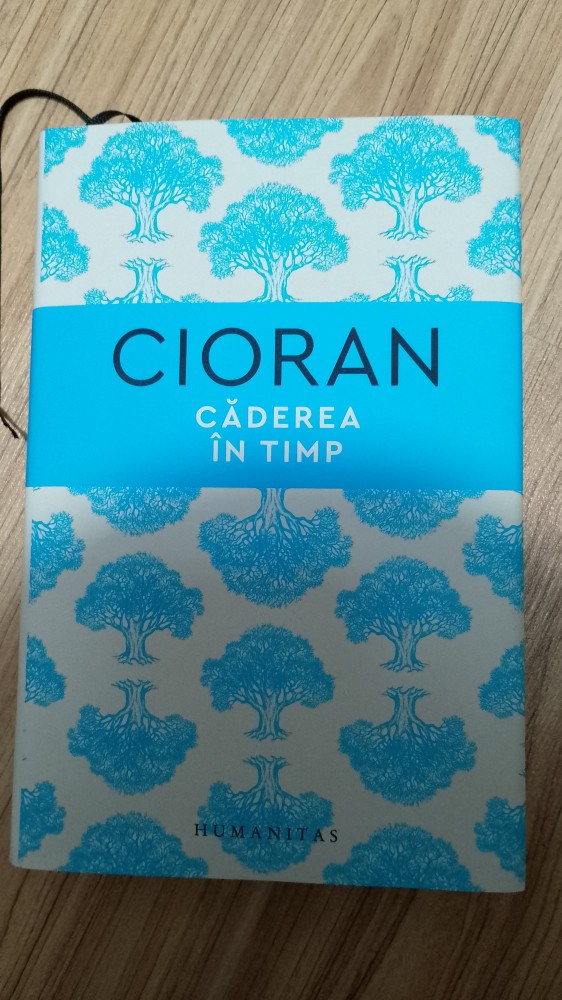 CIORAN
CĂDEREA
ÎN TIMP
HUMANITAS